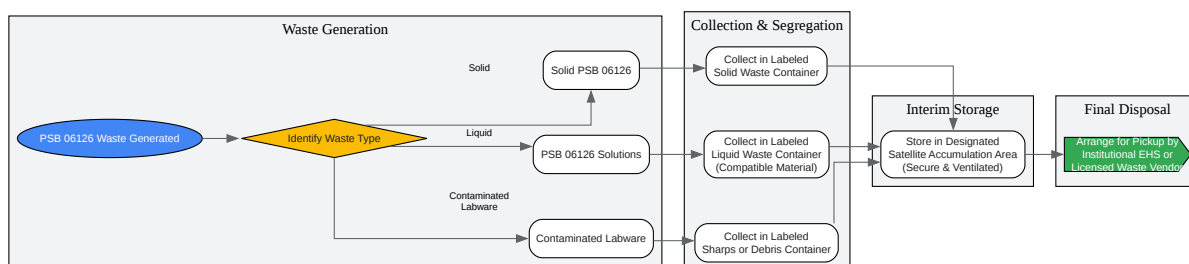 Waste Generation
Collection & Segregation
Interim Storage
Final Disposal
PSB 06126 Waste Generated
Identify Waste Type
Solid
Liquid
Contaminated
Labware
Solid PSB 06126
PSB 06126 Solutions
Contaminated Labware
Collect in Labeled
Solid Waste Container
Collect in Labeled
Liquid Waste Container
(Compatible Material)
Collect in Labeled
Sharps or Debris Container
Store in Designated
Satellite Accumulation Area
(Secure & Ventilated)
Arrange for Pickup by
Institutional EHS or
Licensed Waste Vendor